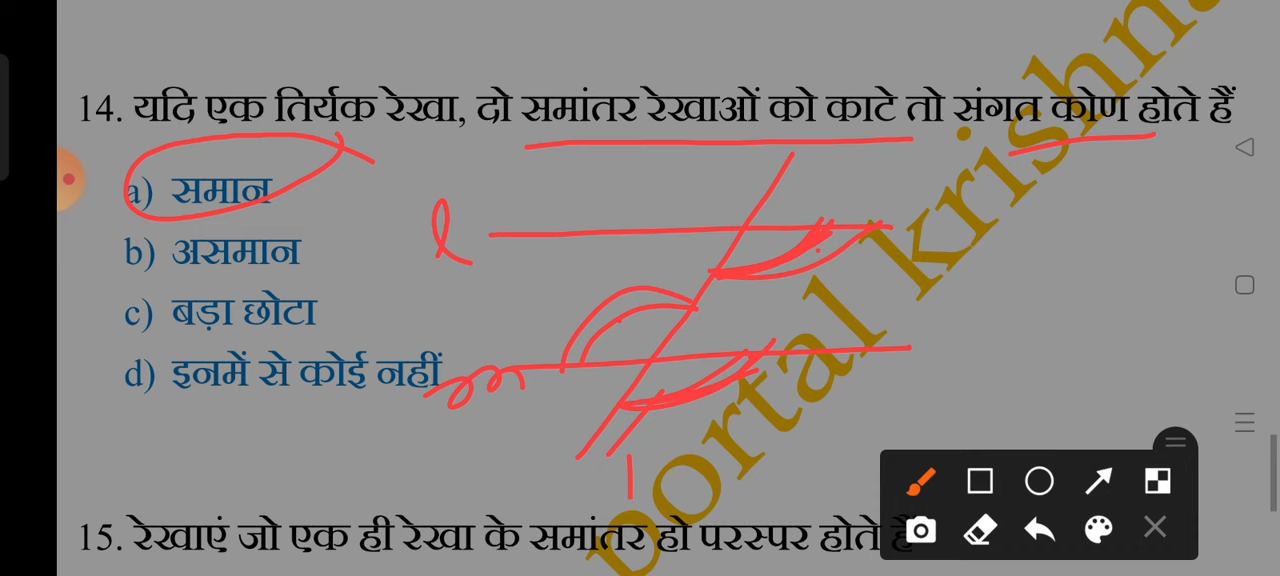 14. यदि एक तिर्यक रेखा, दो समांतर रेखाओं को काटे तो संगत कोण होते हैं
a) समान
b) असमान
c) बड़ा छोटा
d) इनमें से कोई नहीं
l
m
15. रेखाएं जो एक ही रेखा के समांतर हो परस्पर होते हैं
portal krishna